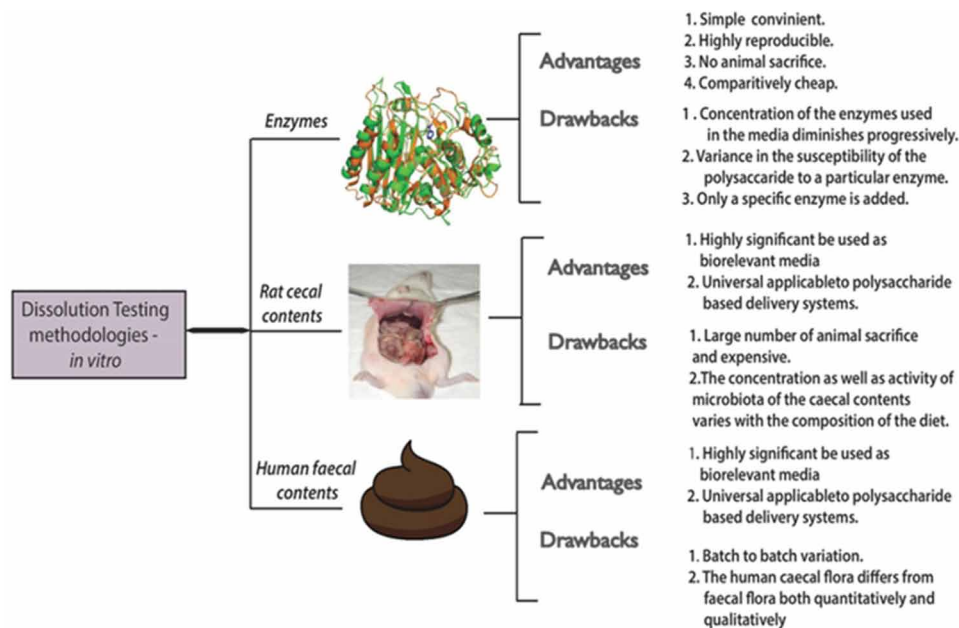 Dissolution Testing
methodologies -
in vitro
Enzymes
Advantages
1. Simple convinient.
2. Highly reproducible.
3. No animal sacrifice.
4. Comparitively cheap.
Drawbacks
1 . Concentration of the enzymes used
in the media diminishes progressively.
2. Variance in the susceptibility of the
polysaccaride to a particular enzyme.
3. Only a specific enzyme is added.
Rat cecal
contents
Advantages
1. Highly significant be used as
biorelevant media
2. Universal applicableto polysaccharide
based delivery systems.
Drawbacks
1. Large number of animal sacrifice
and expensive.
2.The concentration as well as activity of
microbiota of the caecal contents
varies with the composition of the diet.
Human faecal
contents
Advantages
1. Highly significant be used as
biorelevant media
2. Universal applicableto polysaccharide
based delivery systems.
Drawbacks
1. Batch to batch variation.
2. The human caecal flora differs from
faecal flora both quantitatively and
qualitatively